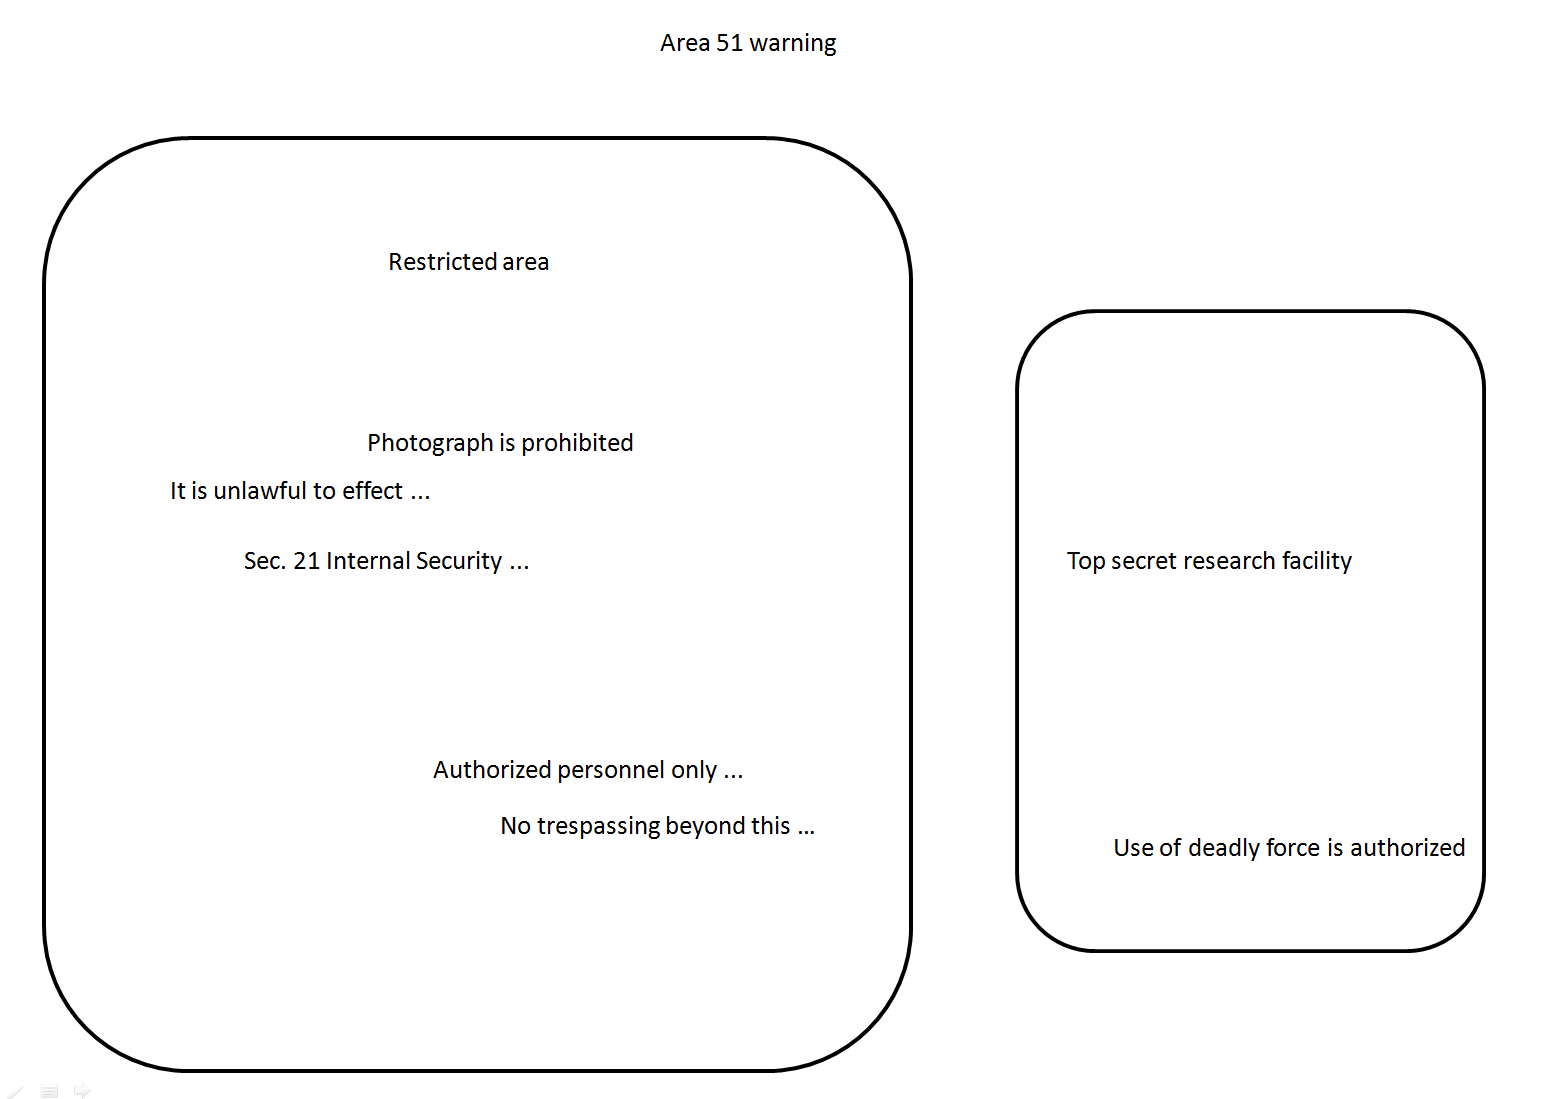 Area 51 warning
Restricted area
Photograph is prohibited
It is unlawful to effect ...
Sec. 21 Internal Security ...
Authorized personnel only ...
No trespassing beyond this ...
Top secret research facility
Use of deadly force is authorized